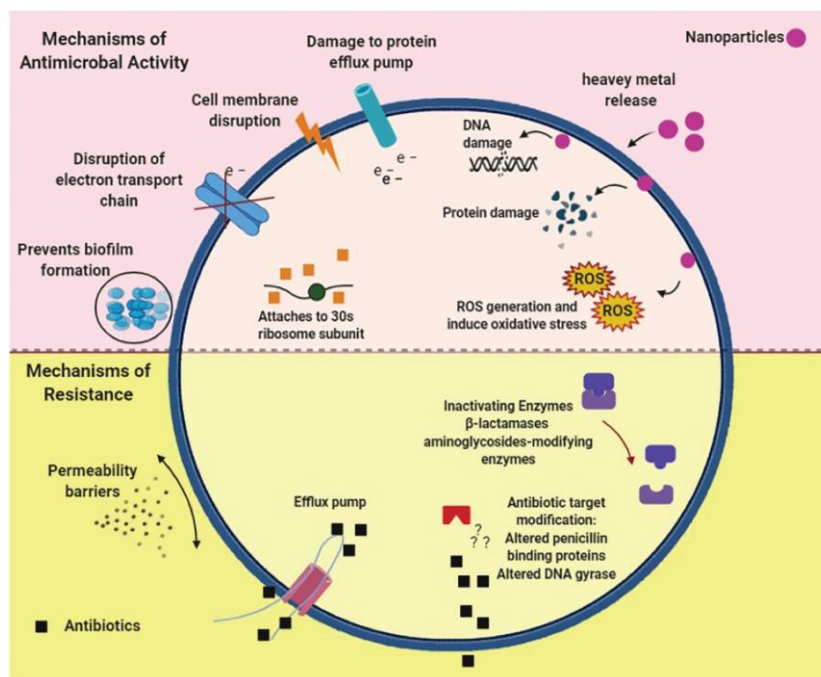 Mechanisms of
Antimicrobial Activity
Damage to protein
efflux pump
Nanoparticles
heavey metal
release
Cell membrane
disruption
DNA
damage
e –
e –
e –
Disruption of
electron transport
chain
e –
Protein damage
Prevents biofilm
formation
ROS
ROS
Attaches to 30s
ribosome subunit
ROS generation and
induce oxidative stress
Mechanisms of
Resistance
Inactivating Enzymes
β-lactamases
aminoglycosides-modifying
enzymes
Permeability
barriers
Efflux pump
Antibiotic target
modification:
Altered penicillin
binding proteins
Altered DNA gyrase
?
? ?
Antibiotics